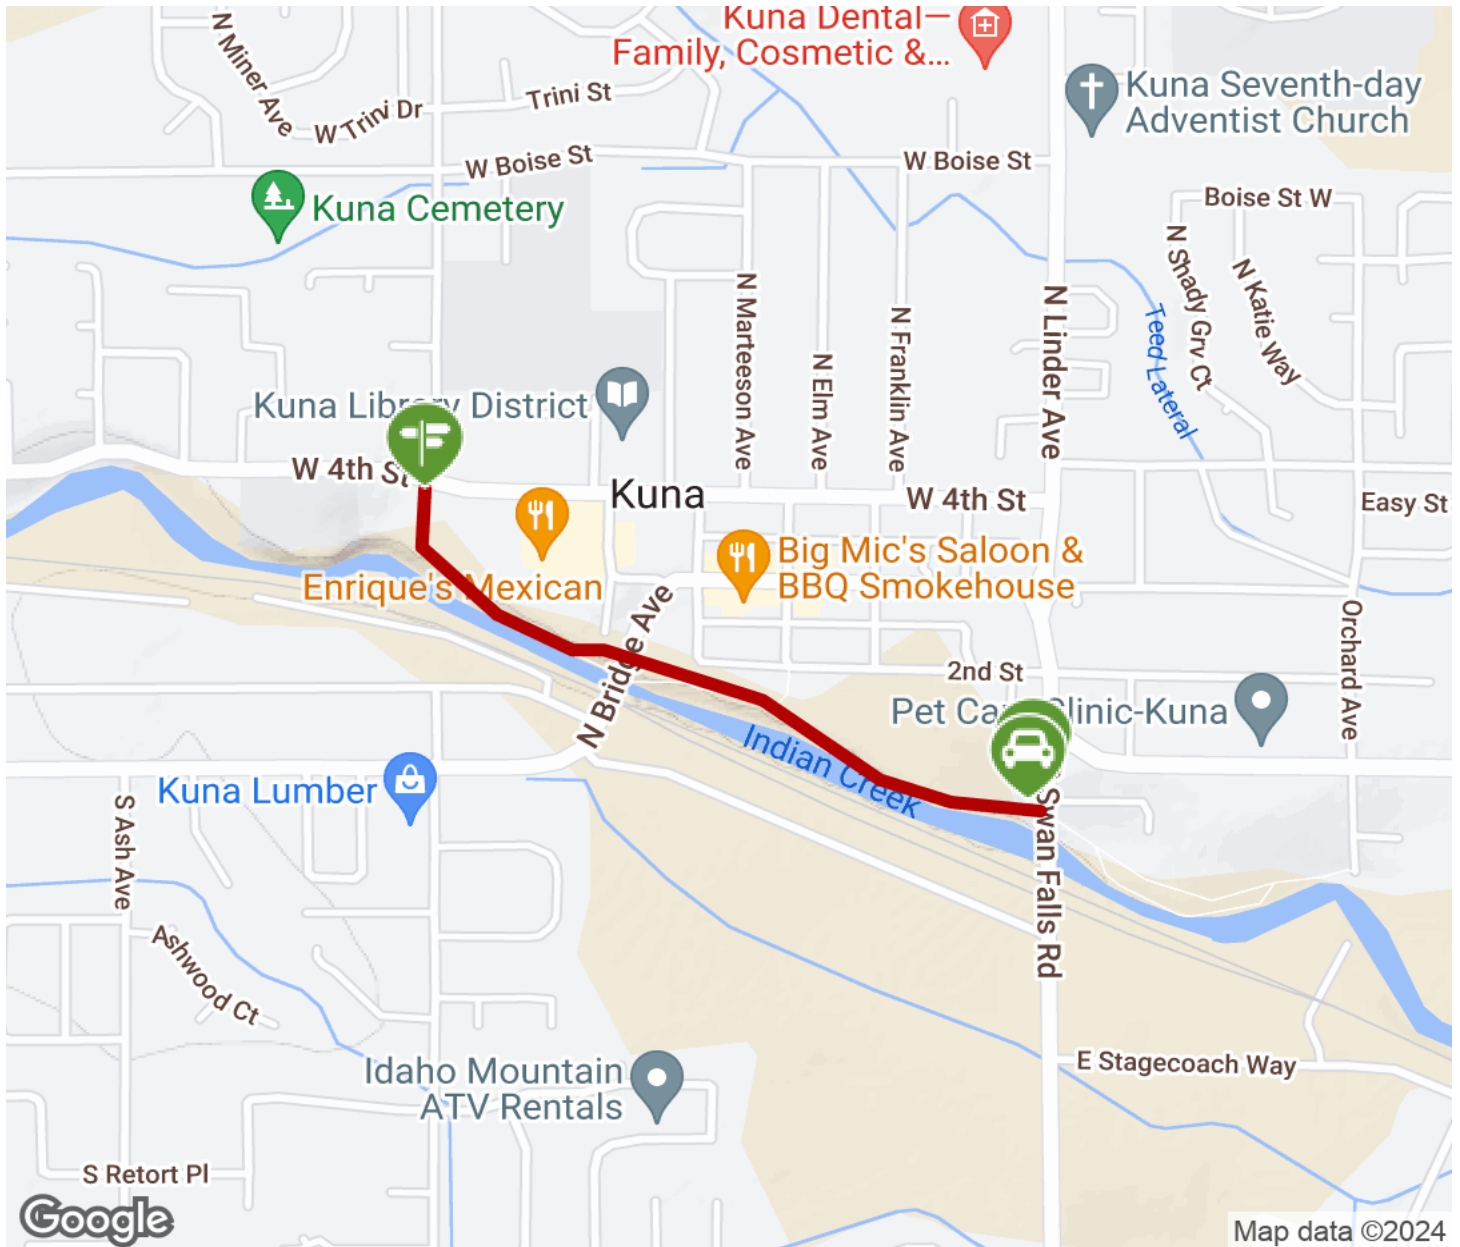 Kuna Dental—
Family, Cosmetic &...
N Miner Ave
W Trini Dr
Trini St
Kuna Seventh-day
Adventist Church
W Boise St
W Boise St
Boise St W
Kuna Cemetery
N Shady Grv Ct
N Katie Way
N Marteeson Ave
N Elm Ave
N Franklin Ave
N Linder Ave
Teed Lateral
Kuna Library District
W 4th St
Kuna
W 4th St
Easy St
Big Mic's Saloon &
BBQ Smokehouse
Enrique's Mexican
N Bridge Ave
Orchard Ave
2nd St
Pet Care Clinic-Kuna
Indian Creek
Kuna Lumber
S Ash Ave
Swan Falls Rd
Ashwood Ct
Idaho Mountain
ATV Rentals
E Stagecoach Way
S Retort Pl
Google
Map data ©2024